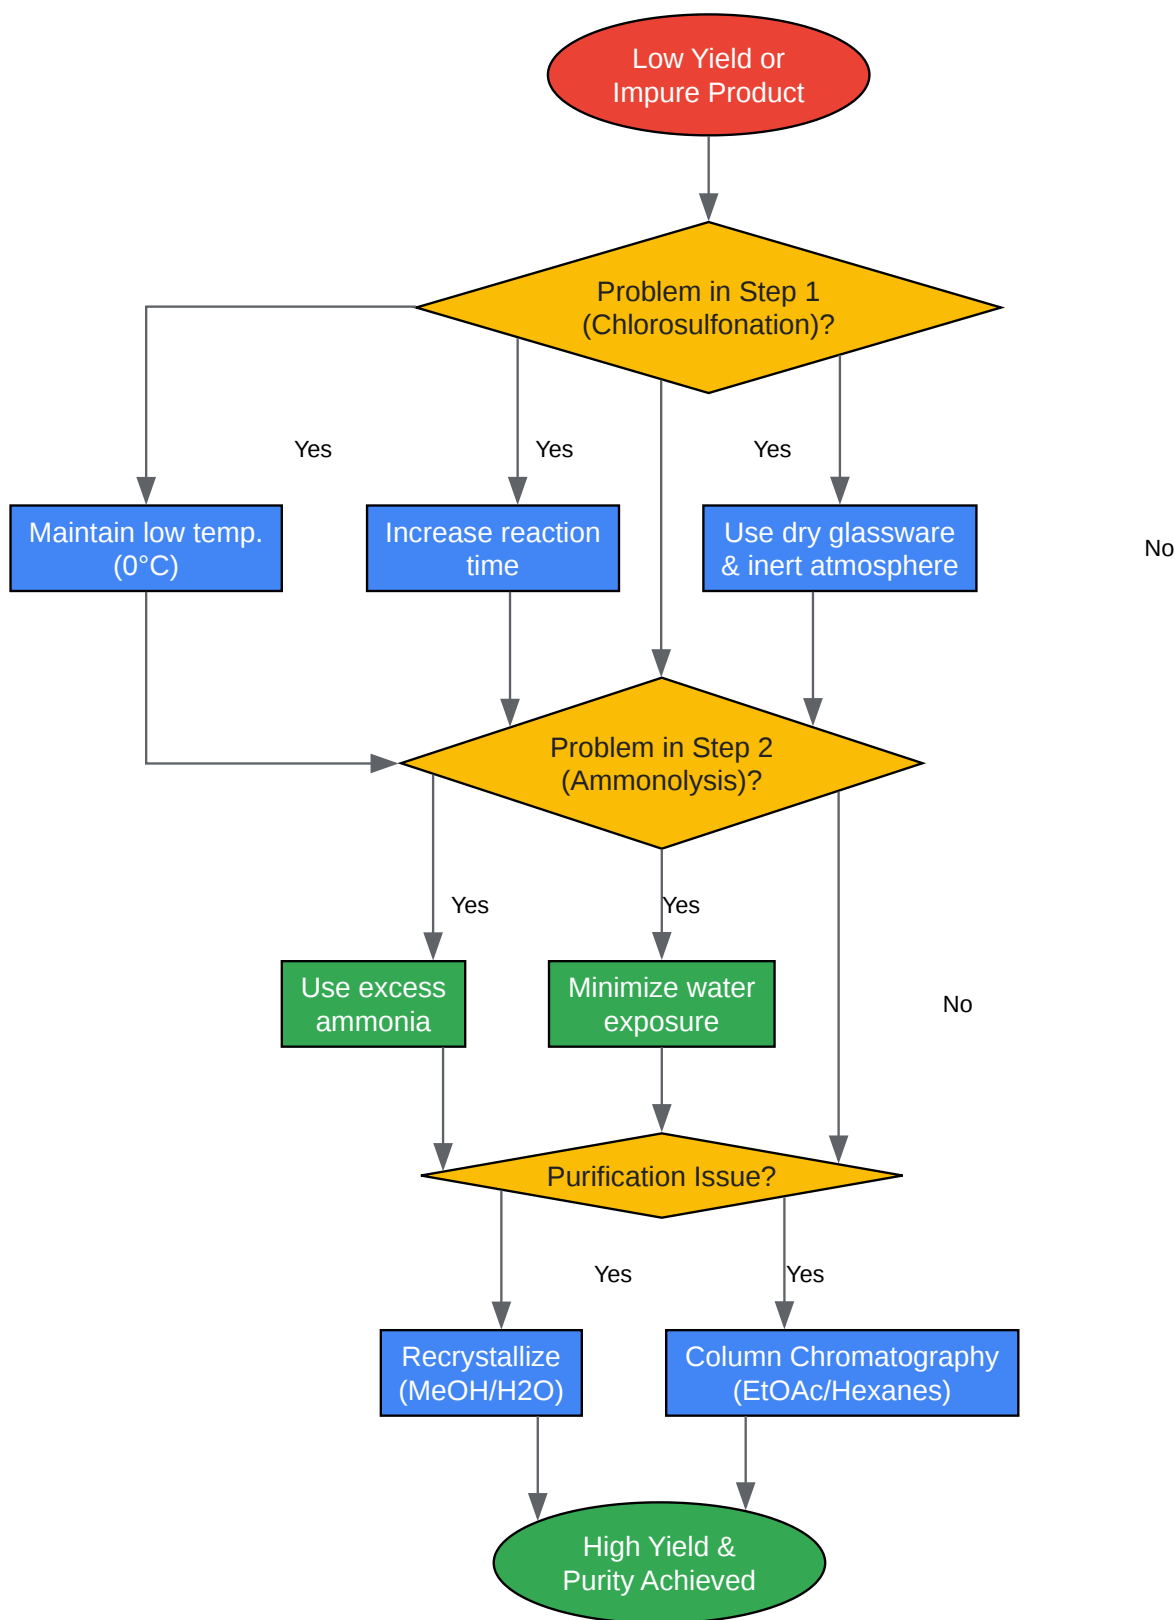 Low Yield or
Impure Product
Problem in Step 1
(Chlorosulfonation)?
Yes
Yes
Yes
Maintain low temp.
(0°C)
Increase reaction
time
Use dry glassware
& inert atmosphere
No
Problem in Step 2
(Ammonolysis)?
Yes
Yes
Use excess
ammonia
Minimize water
exposure
No
Purification Issue?
Yes
Yes
Recrystallize
(MeOH/H2O)
Column Chromatography
(EtOAc/Hexanes)
High Yield &
Purity Achieved